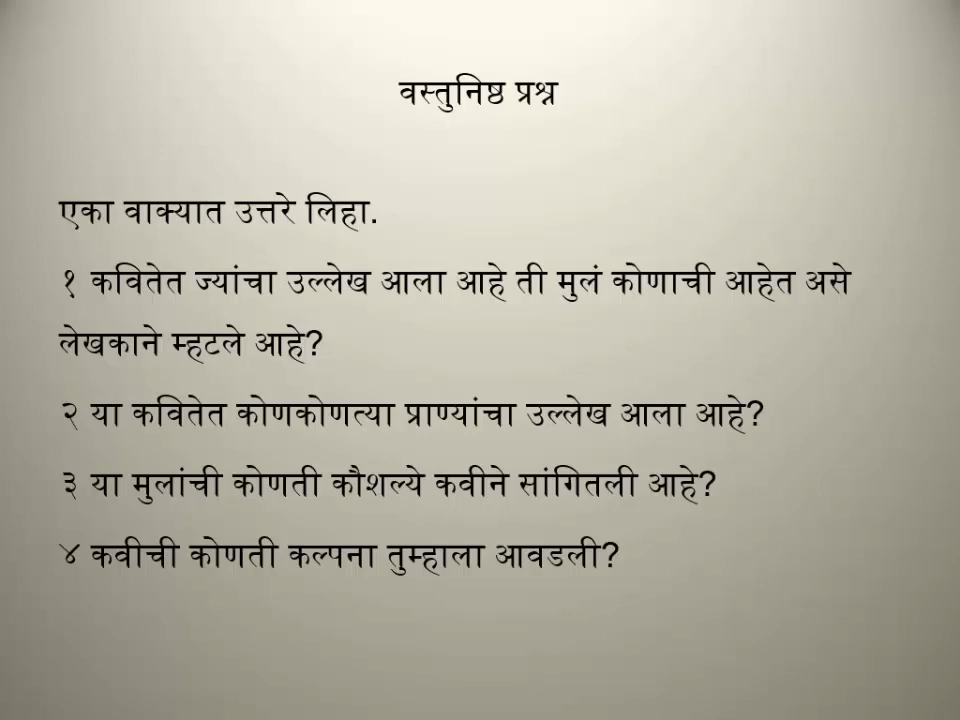 वस्तुनिष्ठ प्रश्न
एका वाक्यात उत्तरे लिहा.
१ कवितेत ज्यांचा उल्लेख आला आहे ती मुलं कोणाची आहेत असे
लेखकाने म्हटले आहे?
२ या कवितेत कोणकोणत्या प्राण्यांचा उल्लेख आला आहे?
३ या मुलांची कोणती कौशल्ये कवीने सांगितली आहे?
४ कवीची कोणती कल्पना तुम्हाला आवडली?